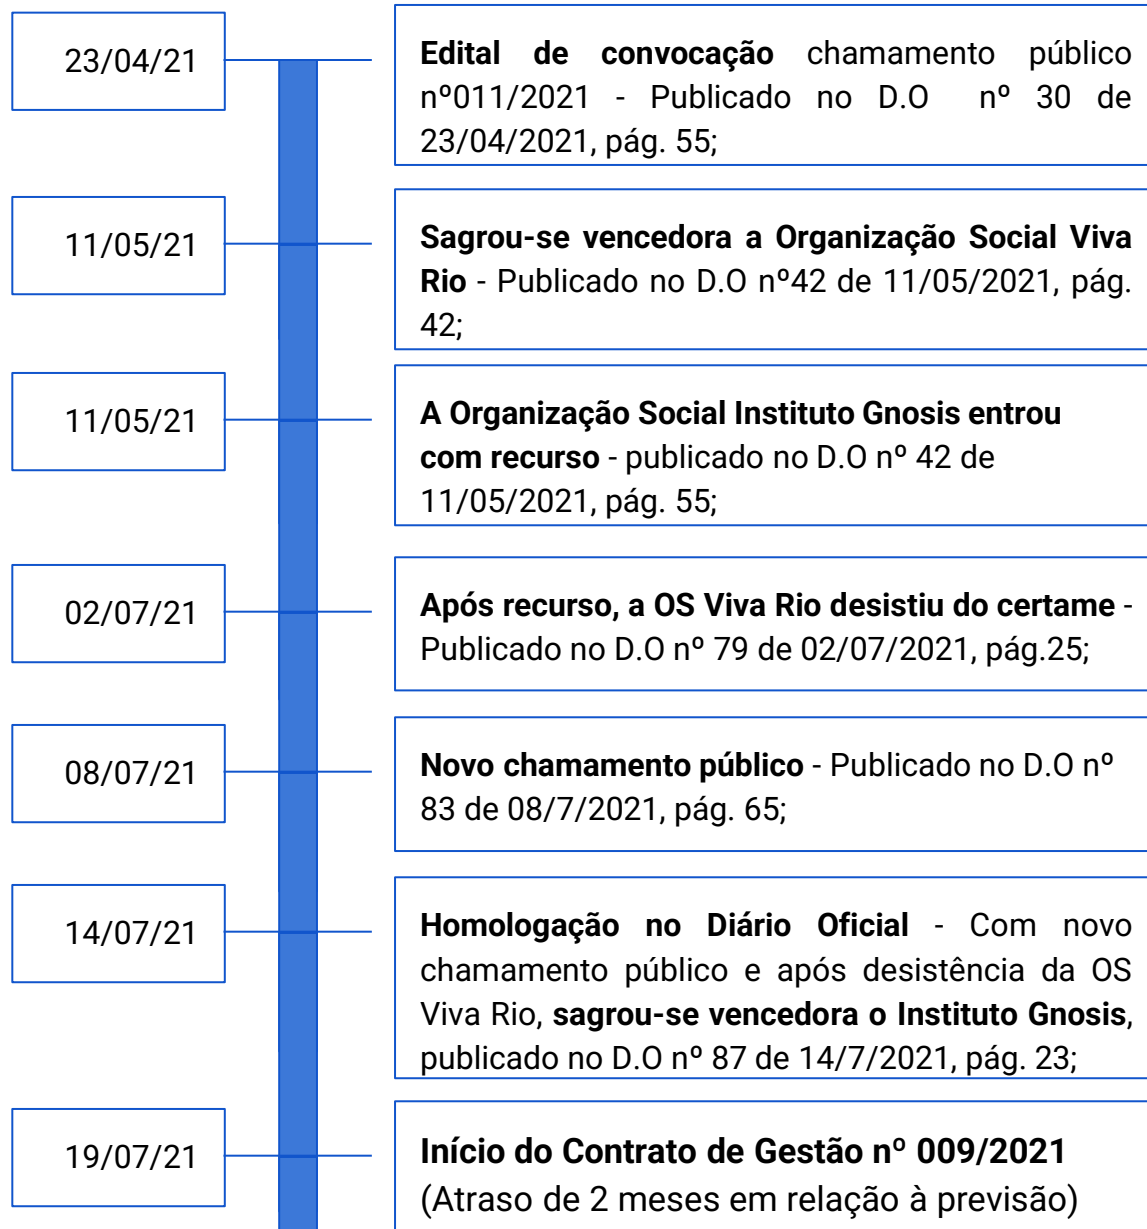 23/04/21
Edital de convocação chamamento público
nº011/2021 - Publicado no D.O nº 30 de
23/04/2021, pág. 55;
11/05/21
Sagrou-se vencedora a Organização Social Viva
Rio - Publicado no D.O nº42 de 11/05/2021, pág.
42;
11/05/21
A Organização Social Instituto Gnosis entrou
com recurso - publicado no D.O nº 42 de
11/05/2021, pág. 55;
02/07/21
Após recurso, a OS Viva Rio desistiu do certame -
Publicado no D.O nº 79 de 02/07/2021, pág.25;
08/07/21
Novo chamamento público - Publicado no D.O nº
83 de 08/7/2021, pág. 65;
14/07/21
Homologação no Diário Oficial - Com novo
chamamento público e após desistência da OS
Viva Rio, sagrou-se vencedora o Instituto Gnosis,
publicado no D.O nº 87 de 14/7/2021, pág. 23;
19/07/21
Início do Contrato de Gestão nº 009/2021
(Atraso de 2 meses em relação à previsão)